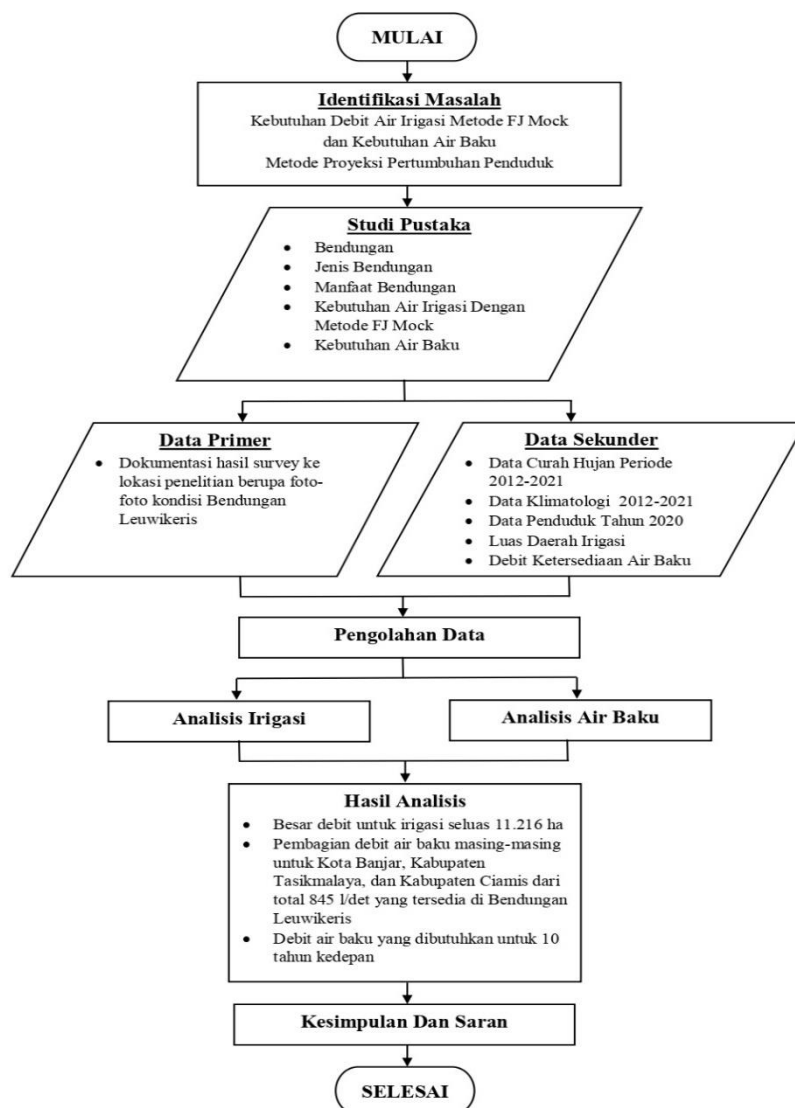 MULAI
Identifikasi Masalah
Kebutuhan Debit Air Irigasi Metode FJ Mock
dan Kebutuhan Air Baku
Metode Proyeksi Pertumbuhan Penduduk
Studi Pustaka
• Bendungan
• Jenis Bendungan
• Manfaat Bendungan
• Kebutuhan Air Irigasi Dengan
Metode FJ Mock
• Kebutuhan Air Baku
Data Primer
• Dokumentasi hasil survey ke
lokasi penelitian berupa foto-
foto kondisi Bendungan
Leuwikeris
Data Sekunder
• Data Curah Hujan Periode
2012-2021
• Data Klimatologi 2012-2021
• Data Penduduk Tahun 2020
• Luas Daerah Irigasi
• Debit Ketersediaan Air Baku
Pengolahan Data
Analisis Irigasi
Analisis Air Baku
Hasil Analisis
• Besar debit untuk irigasi seluas 11.216 ha
• Pembagian debit air baku masing-masing
untuk Kota Banjar, Kabupaten
Tasikmalaya, dan Kabupaten Ciamis dari
total 845 l/det yang tersedia di Bendungan
Leuwikeris
• Debit air baku yang dibutuhkan untuk 10
tahun kedepan
Kesimpulan Dan Saran
SELESAI